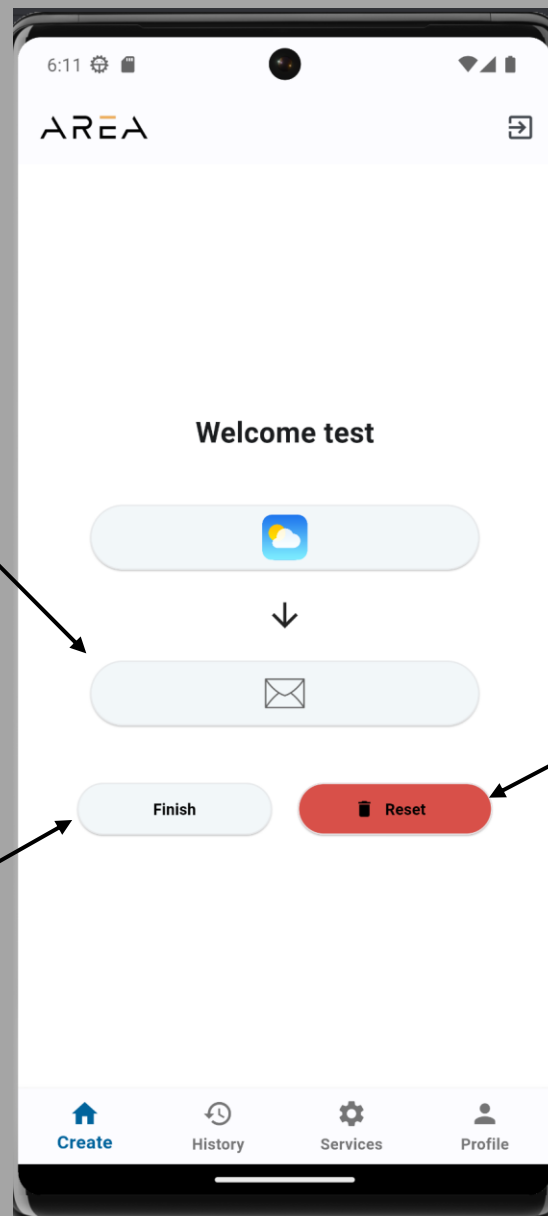 6:11
AREA
Welcome test
Finish
Reset
Create
History
Services
Profile